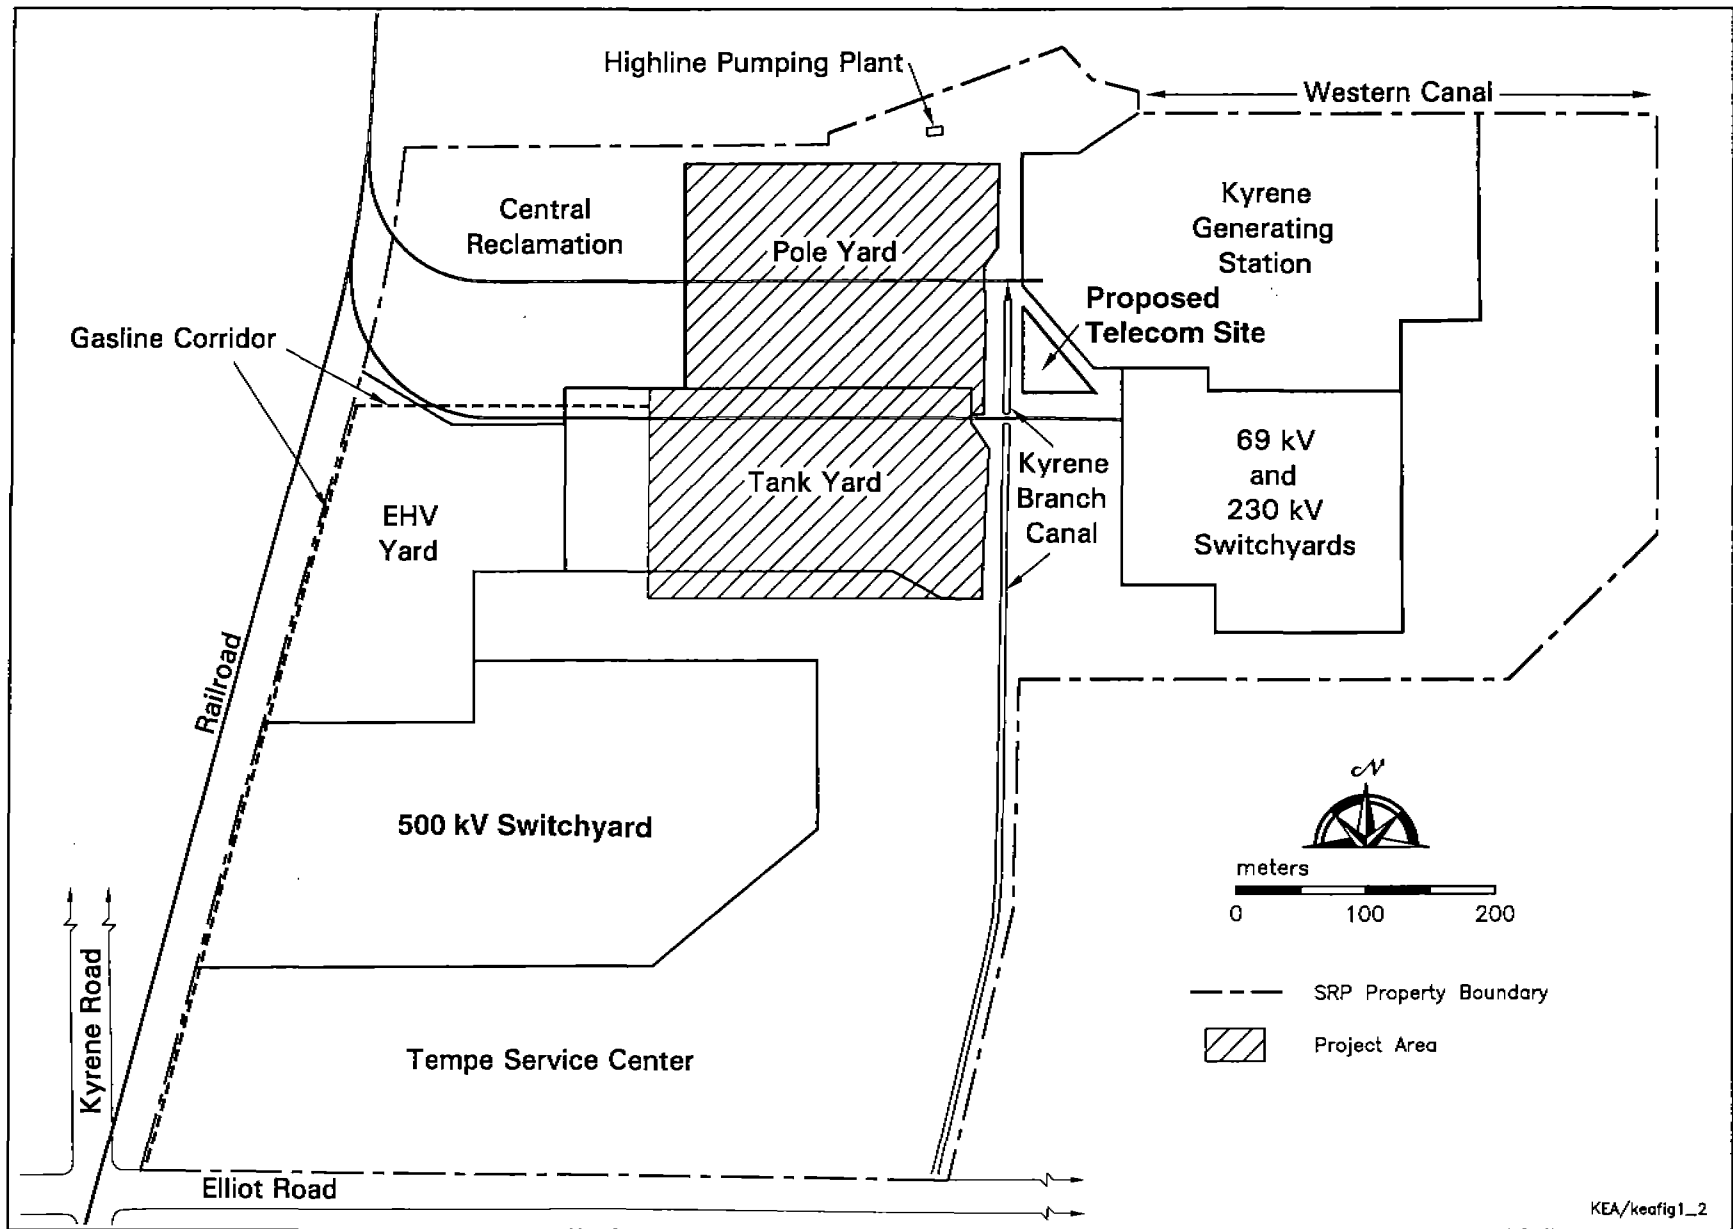 Highline Pumping Plant
Western Canal
Central
Reclamation
Pole Yard
Kyrene
Generating
Station
Proposed
Telecom Site
Gasline Corridor
69 kV
and
230 kV
Switchyards
Kyrene
Branch
Canal
Tank Yard
EHV
Yard
Railroad
500 kV Switchyard
N
meters
0 100 200
SRP Property Boundary
Project Area
Kyrene Road
Tempe Service Center
Elliot Road
KEA/keafig1_2